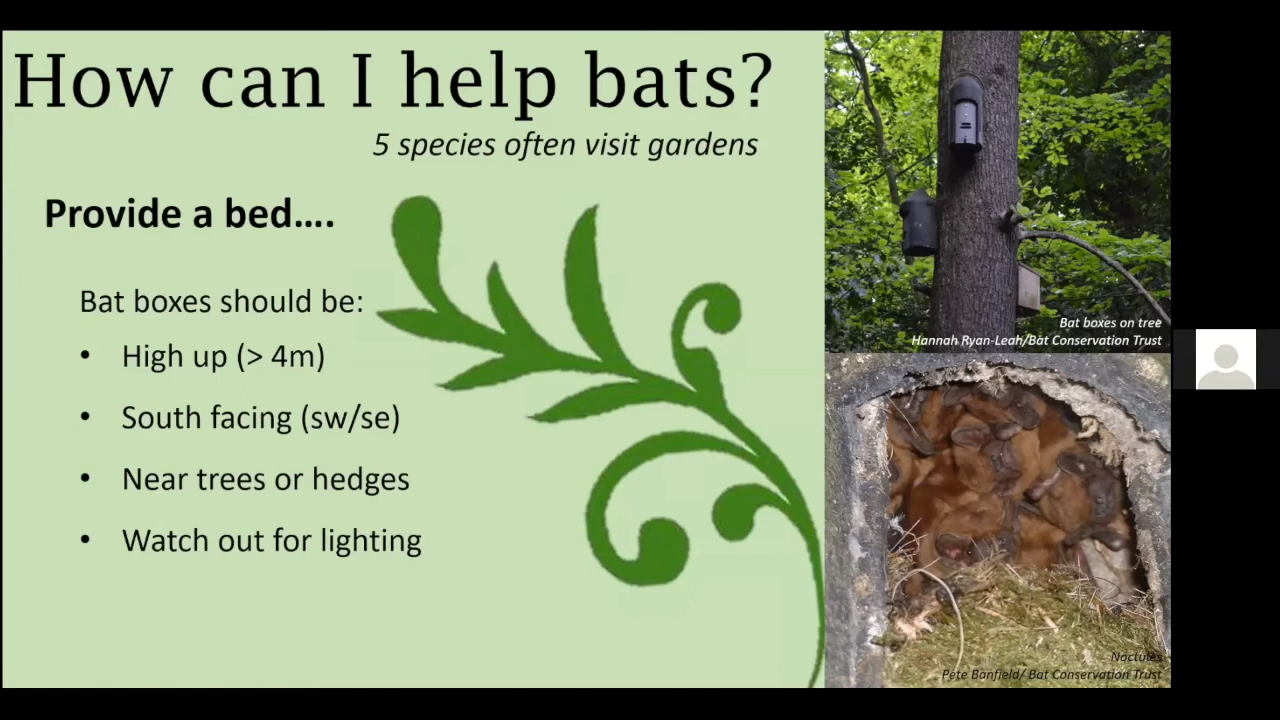 How can I help bats?
5 species often visit gardens
Provide a bed….
Bat boxes should be:
• High up (> 4m)
• South facing (sw/se)
• Near trees or hedges
• Watch out for lighting
Bat boxes on tree
Hannah Ryan-Leah/Bat Conservation Trust
Noctules
Pete Banfield/ Bat Conservation Trust